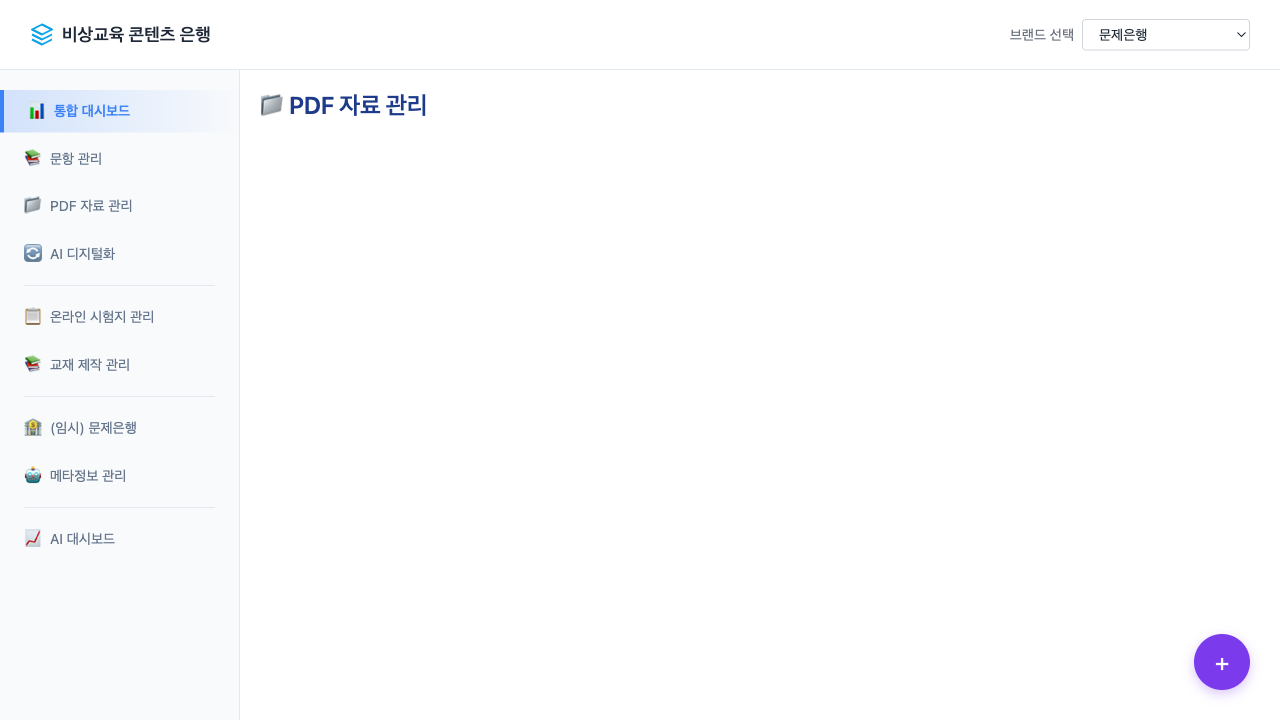 비상교육 콘텐츠 은행
브랜드 선택
문제은행
통합 대시보드
문항 관리
PDF 자료 관리
AI 디지털화
온라인 시험지 관리
교재 제작 관리
(임시) 문제은행
메타정보 관리
AI 대시보드
PDF 자료 관리
+